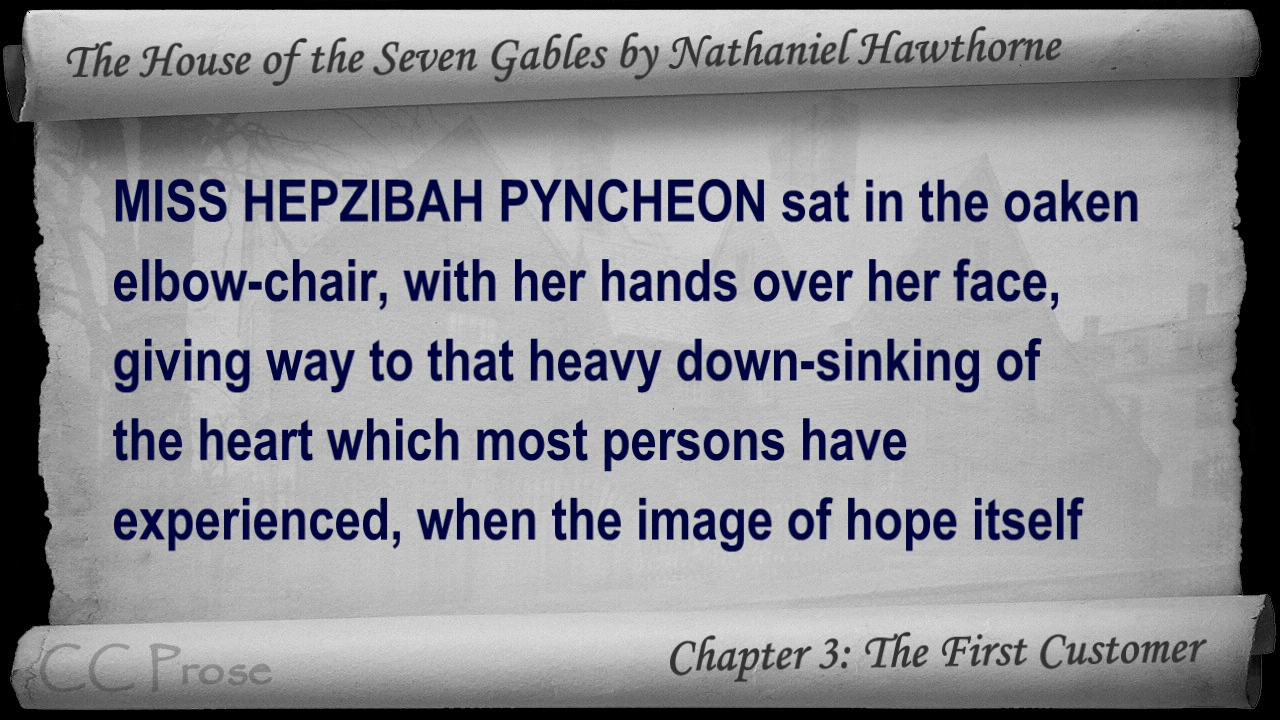 The House of the Seven Gables by Nathaniel Hawthorne
MISS HEPZIBAH PYNCHEON sat in the oaken
elbow-chair, with her hands over her face,
giving way to that heavy down-sinking of
the heart which most persons have
experienced, when the image of hope itself
CC Prose
Chapter 3: The First Customer